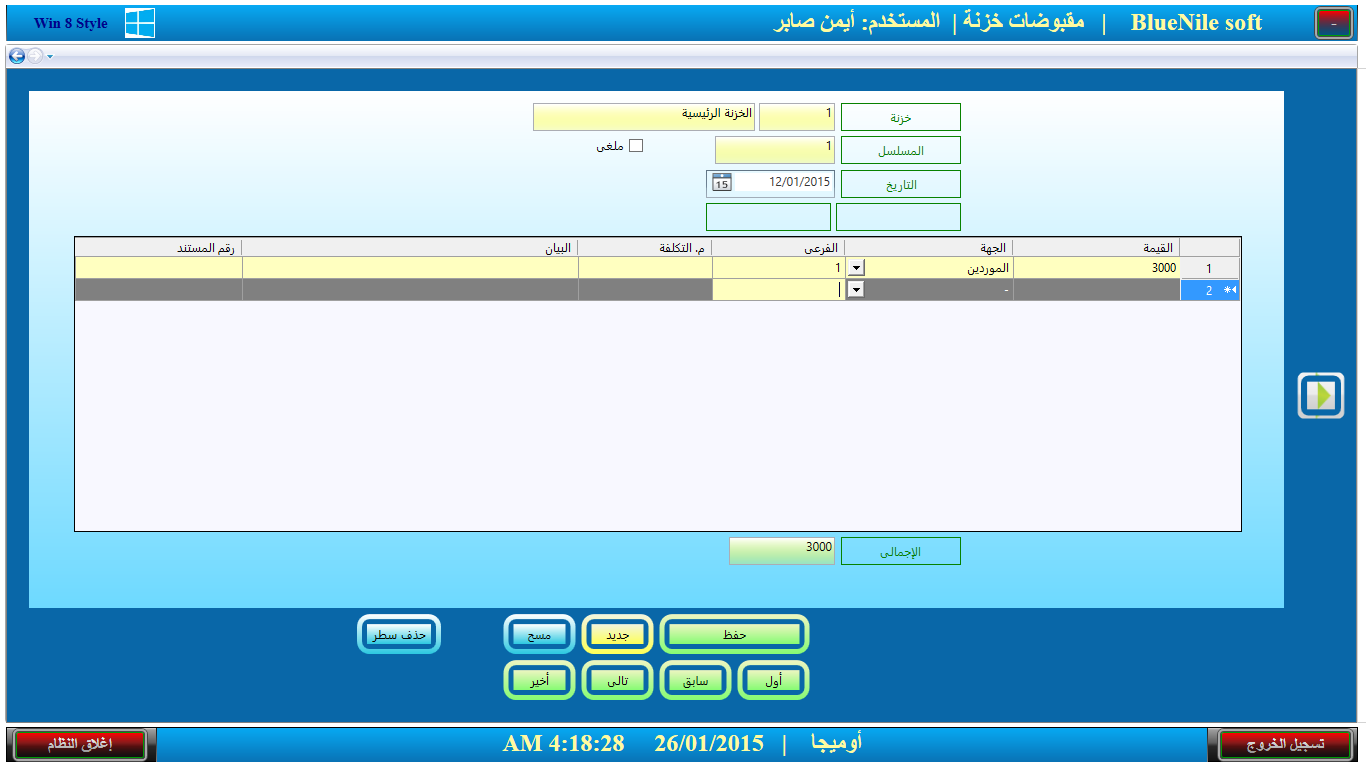 BlueNile soft | مقبوضات خزنة | المستخدم: أيمن صابر
Win 8 Style
-
خزنة 1 الخزنة الرئيسية
المسلسل 1 ملغى
التاريخ 12/01/2015 15
القيمة الجهة الفرعى م. التكلفة البيان رقم المستند
1 3000 الموردين 1
2 -
الإجمالى 3000
حفظ جديد مسح حذف سطر
أول سابق تالى أخير
تسجيل الخروج
أوميجا | 26/01/2015 4:18:28 AM
إغلاق النظام